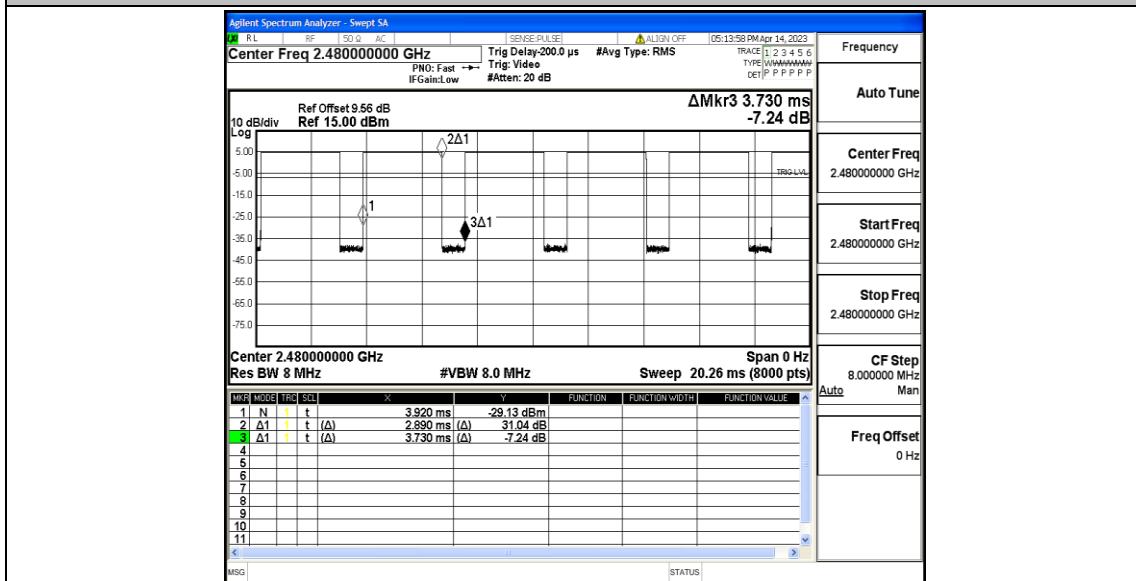 Agilent Spectrum Analyzer - Swept SA
RL RF 50 Ω AC SENSE:PULSE ALIGN OFF 05:13:58 PM Apr 14, 2023
Center Freq 2.480000000 GHz
PNO: Fast
IFGain:Low
Trig Delay-200.0 µs
Trig: Video
#Atten: 20 dB
#Avg Type: RMS
TRACE 1 2 3 4 5 6
TYPE
DET P P P P P P
ΔMkr3 3.730 ms
-7.24 dB
Ref Offset 9.56 dB
Ref 15.00 dBm
10 dB/div
Log
5.00
-5.00
-15.0
-25.0
-35.0
-45.0
-55.0
-65.0
-75.0
2Δ1
TRIG LVL
1
3Δ1
Center 2.480000000 GHz
Span 0 Hz
Res BW 8 MHz
#VBW 8.0 MHz
Sweep 20.26 ms (8000 pts)
MKR MODE TRC SCL X Y FUNCTION FUNCTION WIDTH FUNCTION VALUE
1 N 1 t 3.920 ms -29.13 dBm
2 Δ1 1 t (Δ) 2.890 ms (Δ) 31.04 dB
3 Δ1 1 t (Δ) 3.730 ms (Δ) -7.24 dB
4
5
6
7
8
9
10
11
MSG
STATUS
Frequency
Auto Tune
Center Freq
2.480000000 GHz
Start Freq
2.480000000 GHz
Stop Freq
2.480000000 GHz
CF Step
8.000000 MHz
Auto Man
Freq Offset
0 Hz